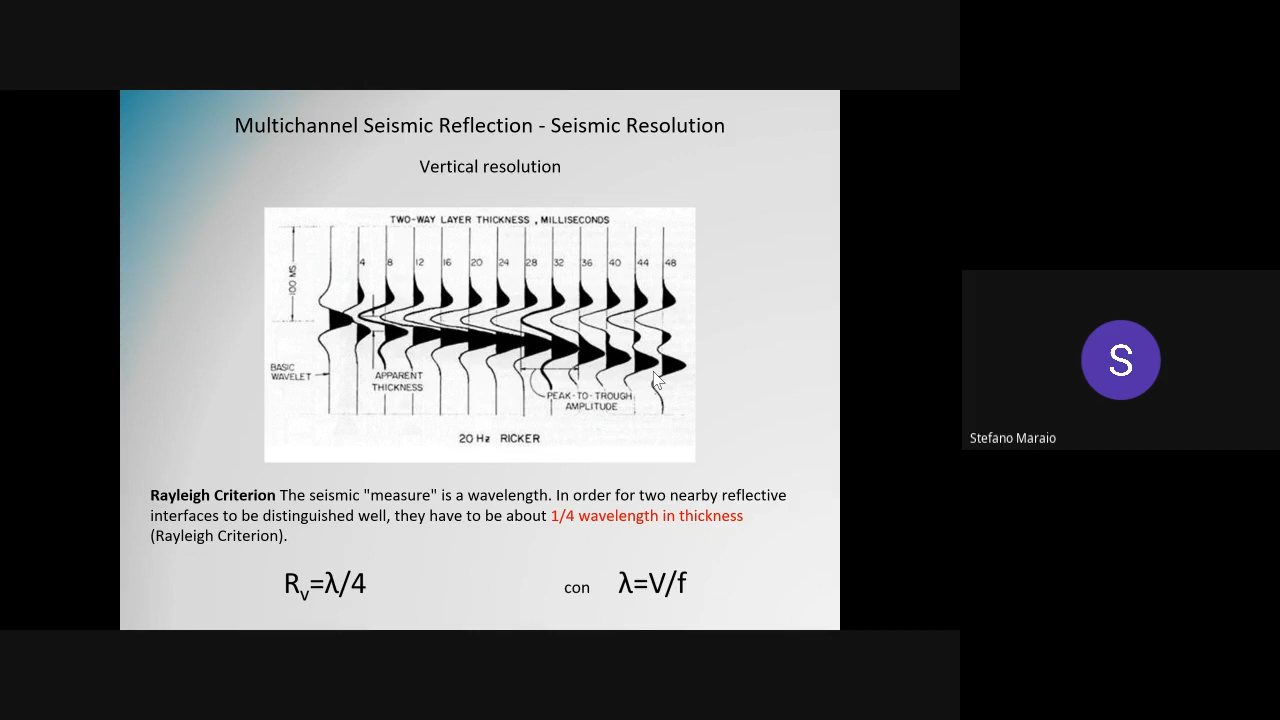 Multichannel Seismic Reflection - Seismic Resolution
Vertical resolution
TWO-WAY LAYER THICKNESS , MILLISECONDS
4 8 12 16 20 24 28 32 36 40 44 48
100 MS
BASIC
WAVELET
APPARENT
THICKNESS
PEAK-TO-TROUGH
AMPLITUDE
20 Hz RICKER
Rayleigh Criterion The seismic "measure" is a wavelength. In order for two nearby reflective
interfaces to be distinguished well, they have to be about 1/4 wavelength in thickness
(Rayleigh Criterion).
Rv=λ/4 con λ=V/f
S
Stefano Maraio